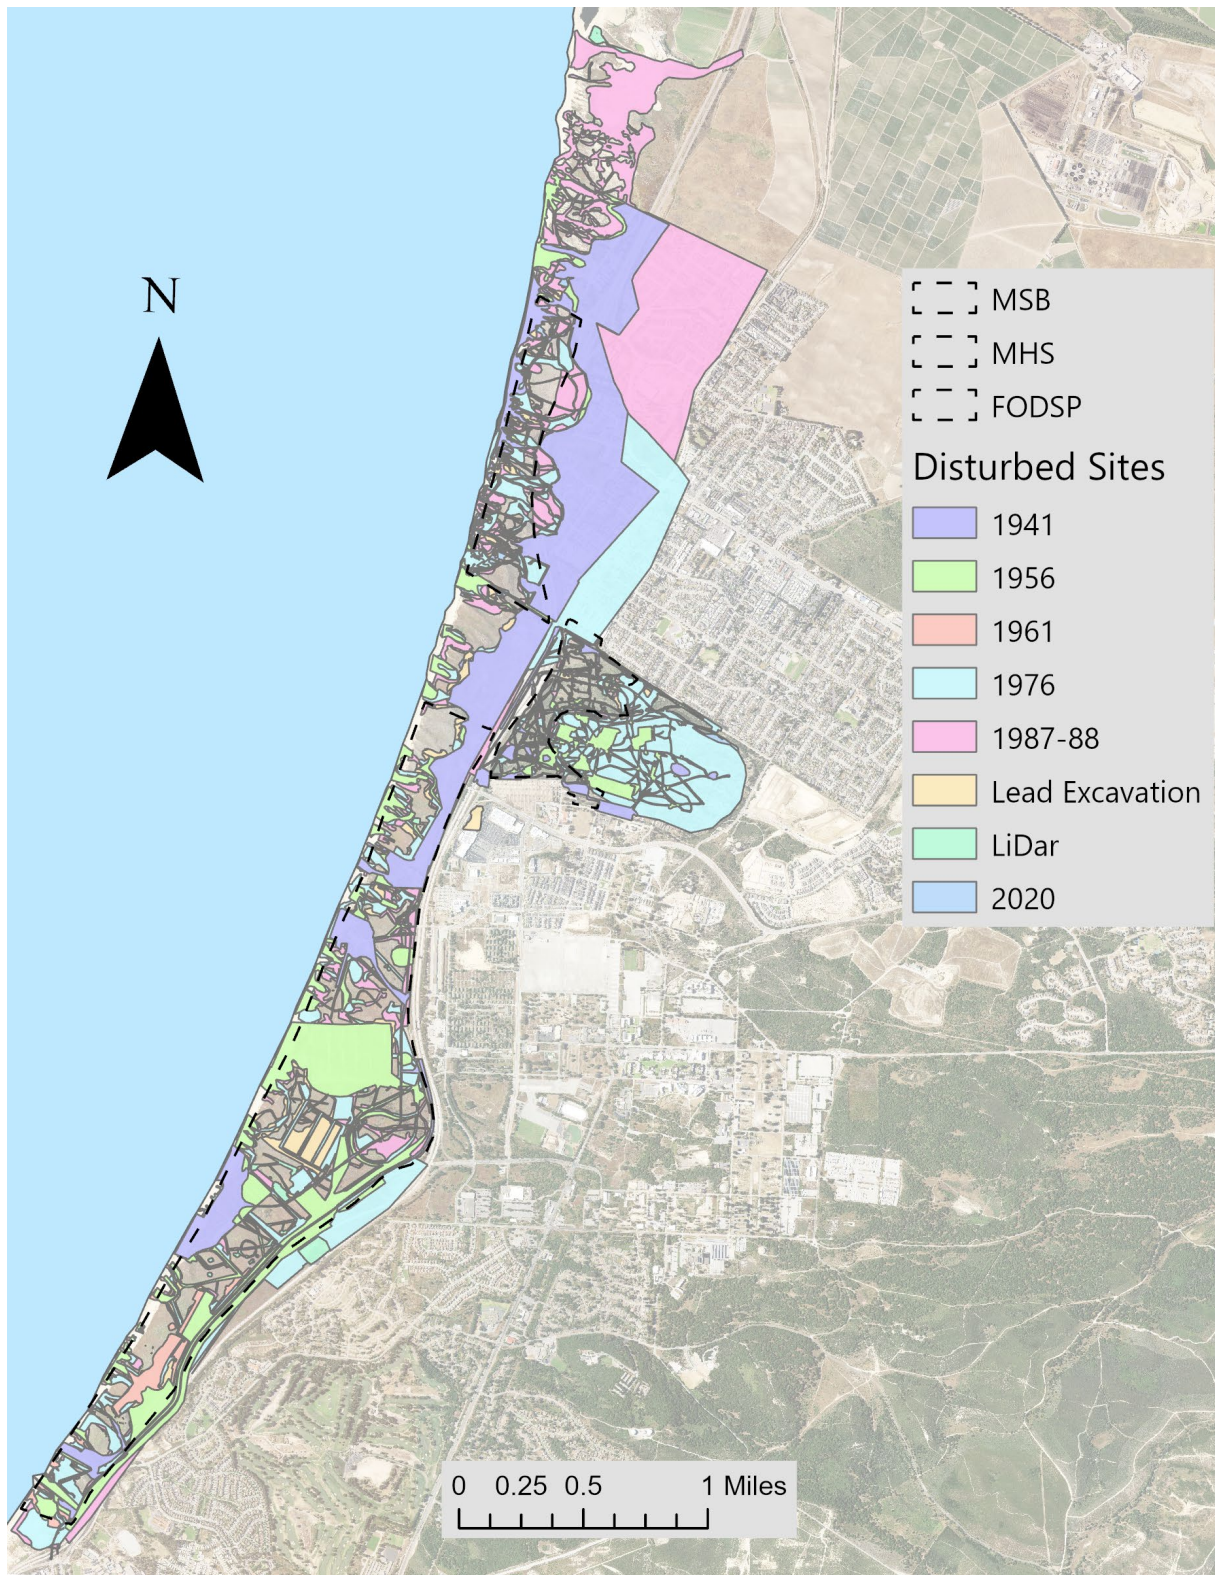 N
MSB
MHS
FODSP
Disturbed Sites
1941
1956
1961
1976
1987-88
Lead Excavation
LiDar
2020
0 0.25 0.5 1 Miles